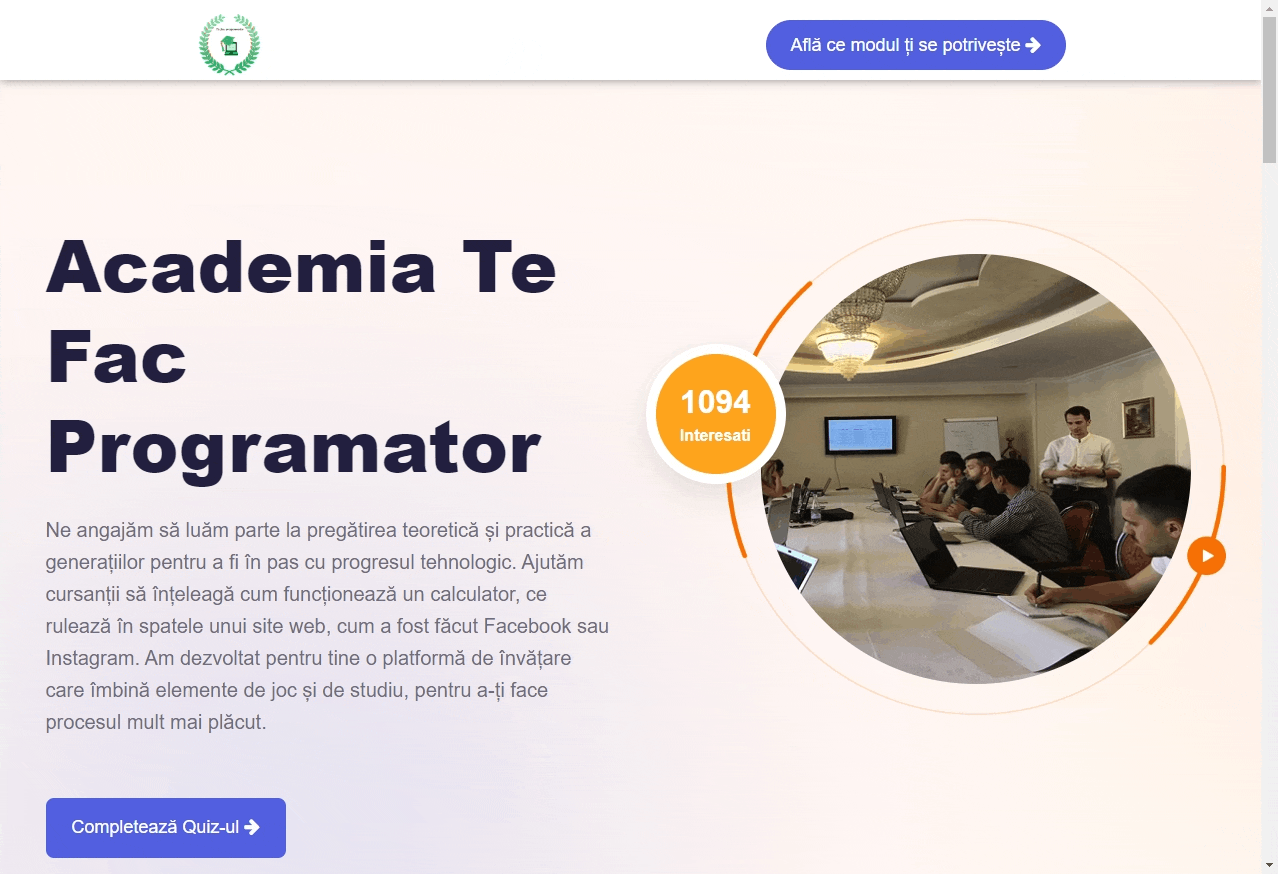 Află ce modul ți se potrivește
Academia Te
Fac
Programator
1094
Interesati
Ne angajăm să luăm parte la pregătirea teoretică și practică a
generațiilor pentru a fi în pas cu progresul tehnologic. Ajutăm
cursanții să înțeleagă cum funcționează un calculator, ce
rulează în spatele unui site web, cum a fost făcut Facebook sau
Instagram. Am dezvoltat pentru tine o platformă de învățare
care îmbină elemente de joc și de studiu, pentru a-ți face
procesul mult mai plăcut.
Completează Quiz-ul